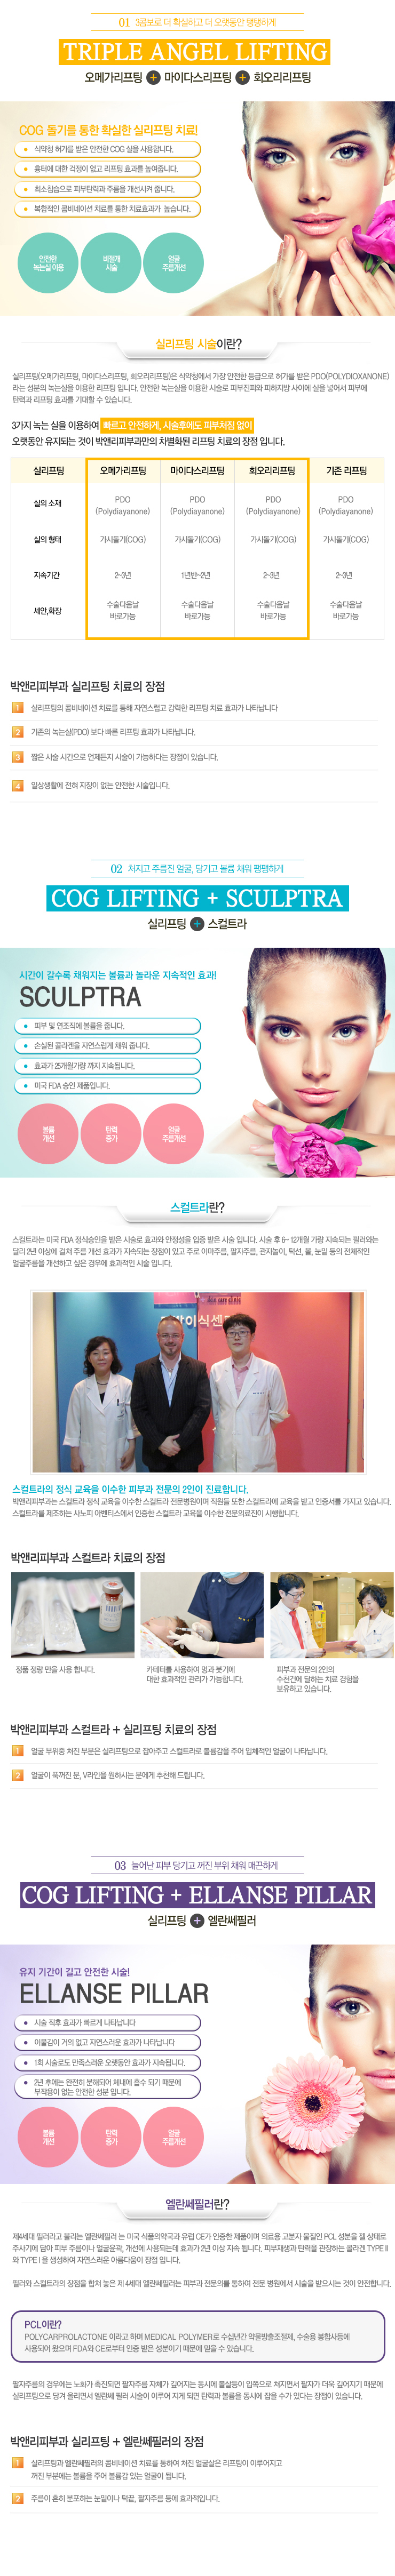 01 3줄보로 더 확실하고 더 오랫동안 탱탱하게
TRIPLE ANGEL LIFTING
오메가리프팅 + 마이다스리프팅 + 회오리리프팅
COG 돌기를 통한 확실한 실리프팅 치료!
식약청 허가를 받은 안전한 COG 실을 사용합니다.
흉터에 대한 걱정이 없고 리프팅 효과를 높여줍니다.
최소침습으로 피부탄력과 주름을 개선시켜 줍니다.
복합적인 콤비네이션 치료를 통한 치료효과가 높습니다.
안전한
녹는실 이용
비절개
시술
얼굴
주름개선
실리프팅 시술이란?
실리프팅(오메가리프팅, 마이다스리프팅, 회오리리프팅)은 식약청에서 가장 안전한 등급으로 허가를 받은 PDO(POLYDIOXANONE)
라는 성분의 녹는실을 이용한 리프팅 입니다. 안전한 녹는실을 이용한 시술로 피부진피와 피하지방 사이에 실을 넣어서 피부에
탄력과 리프팅 효과를 기대할 수 있습니다.
3가지 녹는 실을 이용하여 빠르고 안전하게, 시술후에도 피부처짐 없이
오랫동안 유지되는 것이 박앤리피부과만의 차별화된 리프팅 치료의 장점 입니다.
실리프팅 오메가리프팅 마이다스리프팅 회오리리프팅 기존 리프팅
실의 소재 PDO (Polydiayanone) PDO (Polydiayanone) PDO (Polydiayanone) PDO (Polydiayanone)
실의 형태 가시돌기(COG) 가시돌기(COG) 가시돌기(COG) 가시돌기(COG)
지속기간 2~3년 1년반~2년 2~3년 2~3년
세안,화장 수술다음날 바로가능 수술다음날 바로가능 수술다음날 바로가능 수술다음날 바로가능
박앤리피부과 실리프팅 치료의 장점
1 실리프팅의 콤비네이션 치료를 통해 자연스럽고 강력한 리프팅 치료 효과가 나타납니다
2 기존의 녹는실(PDO) 보다 빠른 리프팅 효과가 나타납니다.
3 짧은 시술 시간으로 언제든지 시술이 가능하다는 장점이 있습니다.
4 일상생활에 전혀 지장이 없는 안전한 시술입니다.
02 처지고 주름진 얼굴, 당기고 볼륨 채워 탱탱하게
COG LIFTING + SCULPTRA
실리프팅 + 스컬트라
시간이 갈수록 채워지는 볼륨과 놀라운 지속적인 효과!
SCULPTRA
피부 및 연조직에 볼륨을 줍니다.
손실된 콜라겐을 자연스럽게 채워 줍니다.
효과가 25개월가량 까지 지속됩니다.
미국 FDA 승인 제품입니다.
볼륨
개선
탄력
증가
얼굴
주름개선
스컬트라란?
스컬트라는 미국 FDA 정식승인을 받은 시술로 효과와 안정성을 입증 받은 시술 입니다. 시술 후 6~ 12개월 가량 지속되는 필러와는
달리 2년 이상에 걸쳐 주름 개선 효과가 지속되는 장점이 있고 주로 이마주름, 팔자주름, 관자놀이, 턱선, 볼, 눈밑 등의 전체적인
얼굴주름을 개선하고 싶은 경우에 효과적인 시술 입니다.
스컬트라의 정식 교육을 이수한 피부과 전문의 2인이 진료합니다.
박앤리피부과는 스컬트라 정식 교육을 이수한 스컬트라 전문병원이며 직원들 또한 스컬트라에 교육을 받고 인증서를 가지고 있습니다.
스컬트라를 제조하는 사노피 아벤티스에서 인증한 스컬트라 교육을 이수한 전문의료진이 시행합니다.
박앤리피부과 스컬트라 치료의 장점
정품 정량 만을 사용 합니다.
카테터를 사용하여 멍과 붓기에
대한 효과적인 관리가 가능합니다.
피부과 전문의 2인의
수천건에 달하는 치료 경험을
보유하고 있습니다.
박앤리피부과 스컬트라 + 실리프팅 치료의 장점
1 얼굴 부위중 처진 부분은 실리프팅으로 잡아주고 스컬트라로 볼륨감을 주어 입체적인 얼굴이 나타납니다.
2 얼굴이 푹꺼진 분, V라인을 원하시는 분에게 추천해 드립니다.
03 늘어난 피부 당기고 꺼진 부위 채워 매끈하게
COG LIFTING + ELLANSE PILLAR
실리프팅 + 엘란쎄필러
유지 기간이 길고 안전한 시술!
ELLANSE PILLAR
시술 직후 효과가 빠르게 나타납니다
이물감이 거의 없고 자연스러운 효과가 나타납니다
1회 시술로도 만족스러운 오랫동안 효과가 지속됩니다.
2년 후에는 완전히 분해되어 체내에 흡수 되기 때문에
부작용이 없는 안전한 성분 입니다.
볼륨
개선
탄력
증가
얼굴
주름개선
엘란쎄필러란?
제4세대 필러라고 불리는 엘란쎄필러 는 미국 식품의약국과 유럽 CE가 인증한 제품이며 의료용 고분자 물질인 PCL 성분을 젤 상태로
주사기에 담아 피부 주름이나 얼굴윤곽, 개선에 사용되는데 효과가 2년 이상 지속 됩니다. 피부재생과 탄력을 관장하는 콜라겐 TYPE II
와 TYPE I 을 생성하여 자연스러운 아름다움이 장점 입니다.
필러와 스컬트라의 장점을 합쳐 놓은 제 4세대 엘란쎄필러는 피부과 전문의를 통하여 전문 병원에서 시술을 받으시는 것이 안전합니다.
PCL이란?
POLYCARPROLACTONE 이라고 하며 MEDICAL POLYMER로 수십년간 약물방출조절제, 수술용 봉합사등에
사용되어 왔으며 FDA와 CE로부터 인증 받은 성분이기 때문에 믿을 수 있습니다.
팔자주름의 경우에는 노화가 촉진되면 팔자주름 자체가 깊어지는 동시에 볼살등이 입쪽으로 쳐지면서 팔자가 더욱 깊어지기 때문에
실리프팅으로 당겨 올리면서 엘란쎄 필러 시술이 이루어 지게 되면 탄력과 볼륨을 동시에 잡을 수가 있다는 장점이 있습니다.
박앤리피부과 실리프팅 + 엘란쎄필러의 장점
1 실리프팅과 엘란쎄필러의 콤비네이션 치료를 통하여 처진 얼굴살은 리프팅이 이루어지고
꺼진 부분에는 볼륨을 주어 볼륨감 있는 얼굴이 됩니다.
2 주름이 흔히 분포하는 눈밑이나 턱끝, 팔자주름 등에 효과적입니다.